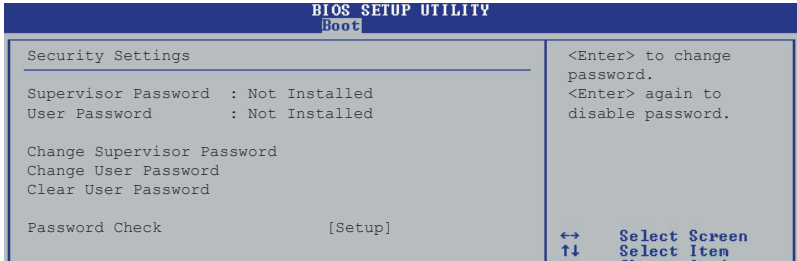 BIOS SETUP UTILITY
Boot
Security Settings
Supervisor Password : Not Installed
User Password : Not Installed
Change Supervisor Password
Change User Password
Clear User Password
Password Check [Setup]
<Enter> to change
password.
<Enter> again to
disable password.
←→ Select Screen
↑↓ Select Item